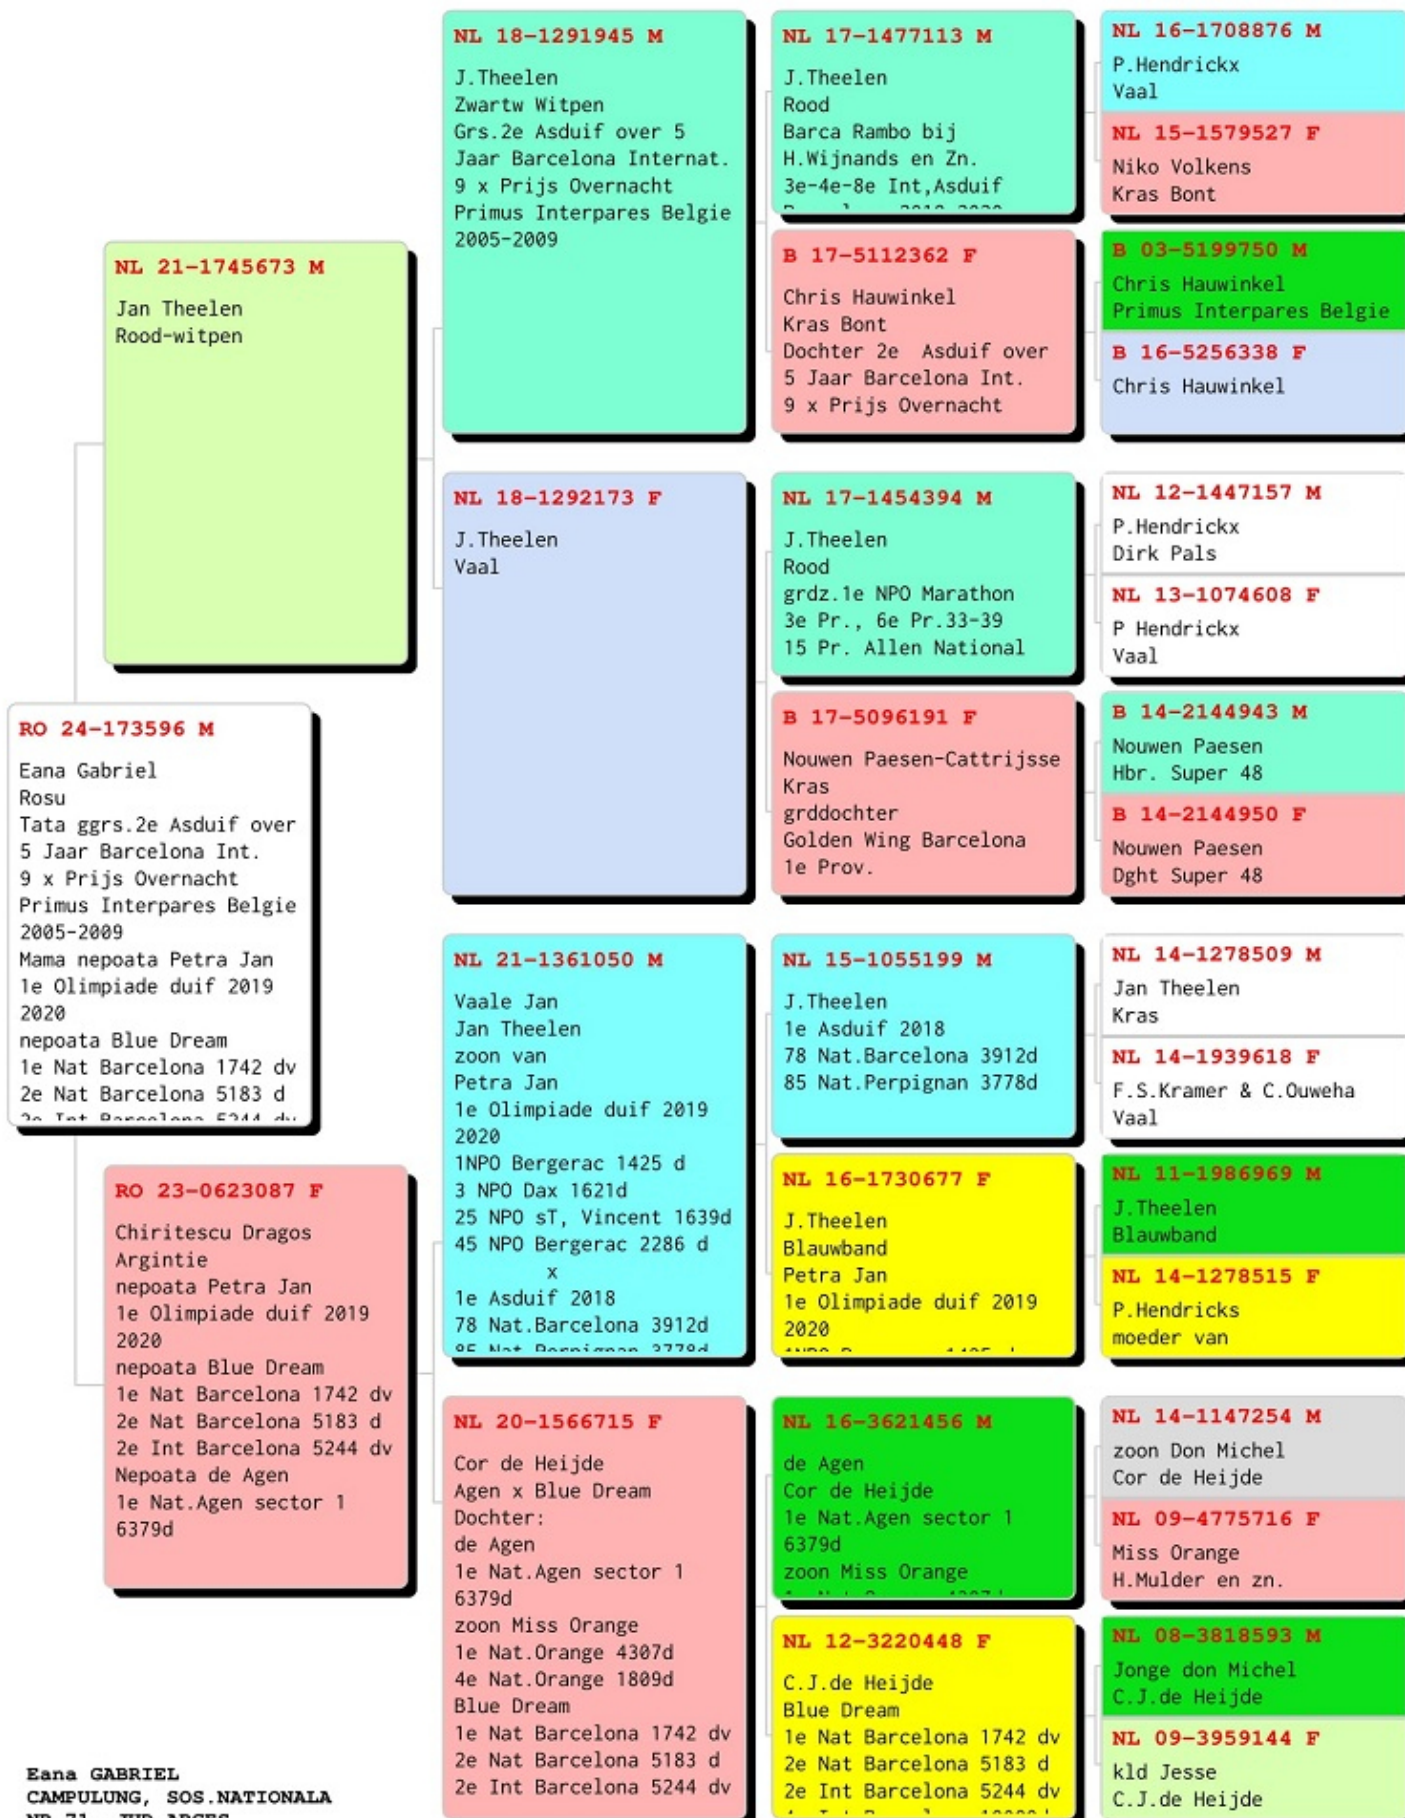 RO 24-173596 M
Eana Gabriel
Rosu
Tata ggrs.2e Asduif over
5 Jaar Barcelona Int.
9 x Prijs Overnacht
Primus Interpares Belgie
2005-2009
Mama nepoata Petra Jan
1e Olimpiade duif 2019
2020
nepoata Blue Dream
1e Nat Barcelona 1742 dv
2e Nat Barcelona 5183 d
2e Int Barcelona 5244 dv
NL 21-1745673 M
Jan Theelen
Rood-witpen
RO 23-0623087 F
Chiritescu Dragos
Argintie
nepoata Petra Jan
1e Olimpiade duif 2019
2020
nepoata Blue Dream
1e Nat Barcelona 1742 dv
2e Nat Barcelona 5183 d
2e Int Barcelona 5244 dv
Nepoata de Agen
1e Nat.Agen sector 1
6379d
NL 18-1291945 M
J.Theelen
Zwartw Witpen
Grs.2e Asduif over 5
Jaar Barcelona Internat.
9 x Prijs Overnacht
Primus Interpares Belgie
2005-2009
NL 18-1292173 F
J.Theelen
Vaal
NL 21-1361050 M
Vaale Jan
Jan Theelen
zoon van
Petra Jan
1e Olimpiade duif 2019
2020
1NPO Bergerac 1425 d
3 NPO Dax 1621d
25 NPO sT, Vincent 1639d
45 NPO Bergerac 2286 d
x
1e Asduif 2018
78 Nat.Barcelona 3912d
85 Nat.Perpignan 3778d
NL 20-1566715 F
Cor de Heijde
Agen x Blue Dream
Dochter:
de Agen
1e Nat.Agen sector 1
6379d
zoon Miss Orange
1e Nat.Orange 4307d
4e Nat.Orange 1809d
Blue Dream
1e Nat Barcelona 1742 dv
2e Nat Barcelona 5183 d
2e Int Barcelona 5244 dv
NL 17-1477113 M
J.Theelen
Rood
Barca Rambo bij
H.Wijnands en Zn.
3e-4e-8e Int,Asduif
B 17-5112362 F
Chris Hauwinkel
Kras Bont
Dochter 2e  Asduif over
5 Jaar Barcelona Int.
9 x Prijs Overnacht
NL 17-1454394 M
J.Theelen
Rood
grdz.1e NPO Marathon
3e Pr., 6e Pr.33-39
15 Pr. Allen National
B 17-5096191 F
Nouwen Paesen-Cattrijsse
Kras
grddochter
Golden Wing Barcelona
1e Prov.
NL 15-1055199 M
J.Theelen
1e Asduif 2018
78 Nat.Barcelona 3912d
85 Nat.Perpignan 3778d
NL 16-1730677 F
J.Theelen
Blauwband
Petra Jan
1e Olimpiade duif 2019
2020
NL 16-3621456 M
de Agen
Cor de Heijde
1e Nat.Agen sector 1
6379d
zoon Miss Orange
NL 12-3220448 F
C.J.de Heijde
Blue Dream
1e Nat Barcelona 1742 dv
2e Nat Barcelona 5183 d
2e Int Barcelona 5244 dv
NL 16-1708876 M
P.Hendrickx
Vaal
NL 15-1579527 F
Niko Volkens
Kras Bont
B 03-5199750 M
Chris Hauwinkel
Primus Interpares Belgie
B 16-5256338 F
Chris Hauwinkel
NL 12-1447157 M
P.Hendrickx
Dirk Pals
NL 13-1074608 F
P Hendrickx
Vaal
B 14-2144943 M
Nouwen Paesen
Hbr. Super 48
B 14-2144950 F
Nouwen Paesen
Dght Super 48
NL 14-1278509 M
Jan Theelen
Kras
NL 14-1939618 F
F.S.Kramer & C.Ouweha
Vaal
NL 11-1986969 M
J.Theelen
Blauwband
NL 14-1278515 F
P.Hendricks
moeder van
NL 14-1147254 M
zoon Don Michel
Cor de Heijde
NL 09-4775716 F
Miss Orange
H.Mulder en zn.
NL 08-3818593 M
Jonge don Michel
C.J.de Heijde
NL 09-3959144 F
kld Jesse
C.J.de Heijde
Eana GABRIEL
CAMPULUNG, SOS.NATIONALA